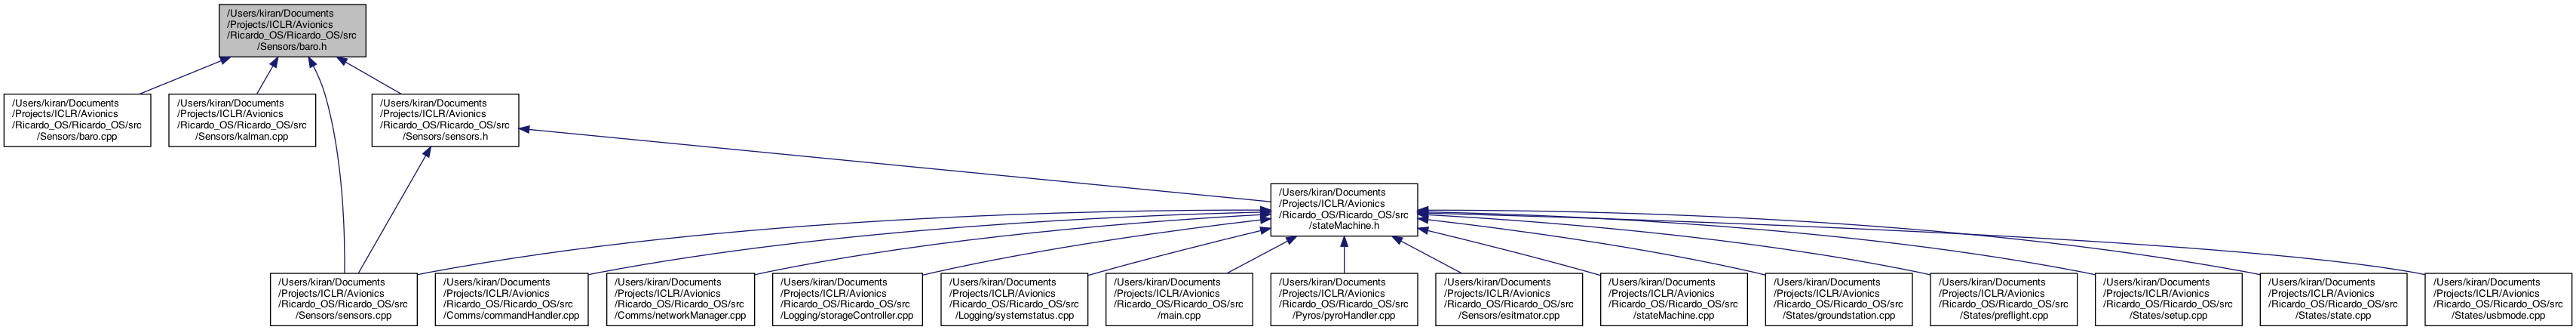 /Users/kiran/Documents
/Projects/ICLR/Avionics
/Ricardo_OS/Ricardo_OS/src
/Sensors/baro.h
/Users/kiran/Documents
/Projects/ICLR/Avionics
/Ricardo_OS/Ricardo_OS/src
/Sensors/baro.cpp
/Users/kiran/Documents
/Projects/ICLR/Avionics
/Ricardo_OS/Ricardo_OS/src
/Sensors/kalman.cpp
/Users/kiran/Documents
/Projects/ICLR/Avionics
/Ricardo_OS/Ricardo_OS/src
/Sensors/sensors.h
/Users/kiran/Documents
/Projects/ICLR/Avionics
/Ricardo_OS/Ricardo_OS/src
/stateMachine.h
/Users/kiran/Documents
/Projects/ICLR/Avionics
/Ricardo_OS/Ricardo_OS/src
/Sensors/sensors.cpp
/Users/kiran/Documents
/Projects/ICLR/Avionics
/Ricardo_OS/Ricardo_OS/src
/Comms/commandHandler.cpp
/Users/kiran/Documents
/Projects/ICLR/Avionics
/Ricardo_OS/Ricardo_OS/src
/Comms/networkManager.cpp
/Users/kiran/Documents
/Projects/ICLR/Avionics
/Ricardo_OS/Ricardo_OS/src
/Logging/storageController.cpp
/Users/kiran/Documents
/Projects/ICLR/Avionics
/Ricardo_OS/Ricardo_OS/src
/Logging/systemstatus.cpp
/Users/kiran/Documents
/Projects/ICLR/Avionics
/Ricardo_OS/Ricardo_OS/src
/main.cpp
/Users/kiran/Documents
/Projects/ICLR/Avionics
/Ricardo_OS/Ricardo_OS/src
/Pyros/pyroHandler.cpp
/Users/kiran/Documents
/Projects/ICLR/Avionics
/Ricardo_OS/Ricardo_OS/src
/Sensors/esitmator.cpp
/Users/kiran/Documents
/Projects/ICLR/Avionics
/Ricardo_OS/Ricardo_OS/src
/stateMachine.cpp
/Users/kiran/Documents
/Projects/ICLR/Avionics
/Ricardo_OS/Ricardo_OS/src
/States/groundstation.cpp
/Users/kiran/Documents
/Projects/ICLR/Avionics
/Ricardo_OS/Ricardo_OS/src
/States/preflight.cpp
/Users/kiran/Documents
/Projects/ICLR/Avionics
/Ricardo_OS/Ricardo_OS/src
/States/setup.cpp
/Users/kiran/Documents
/Projects/ICLR/Avionics
/Ricardo_OS/Ricardo_OS/src
/States/state.cpp
/Users/kiran/Documents
/Projects/ICLR/Avionics
/Ricardo_OS/Ricardo_OS/src
/States/usbmode.cpp